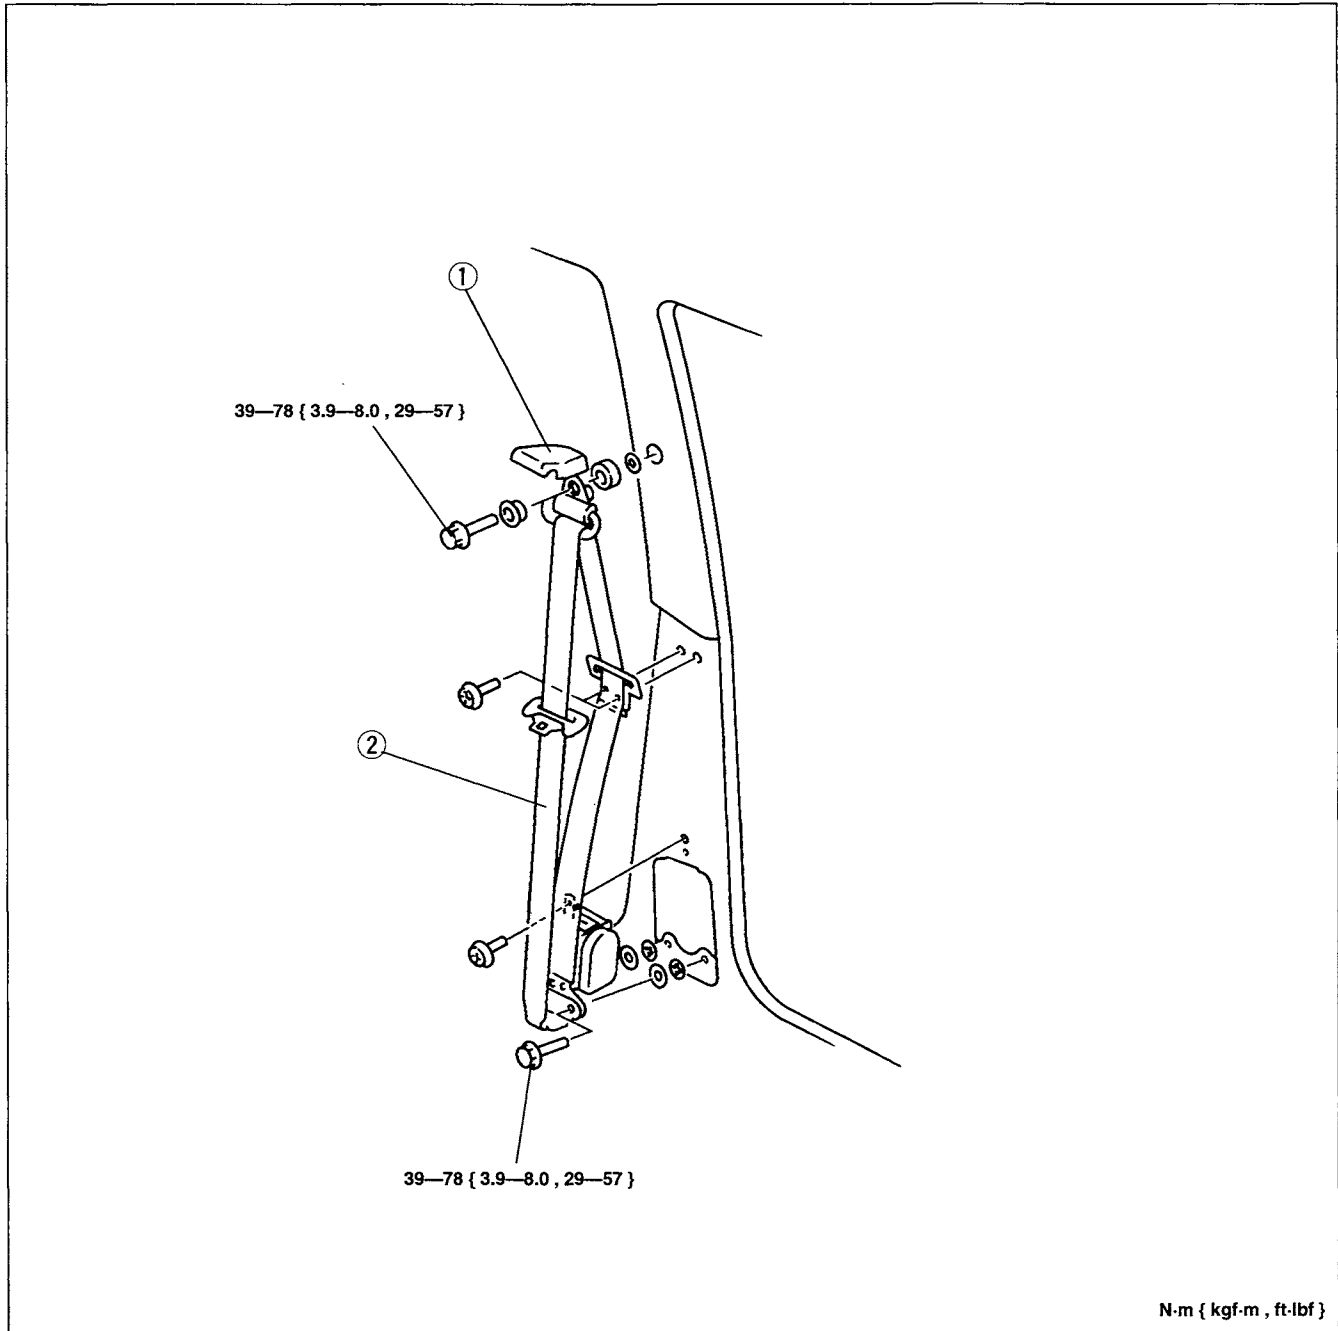 1
39—78 { 3.9—8.0 , 29—57 }
2
39—78 { 3.9—8.0 , 29—57 }
N·m { kgf·m , ft·lbf }